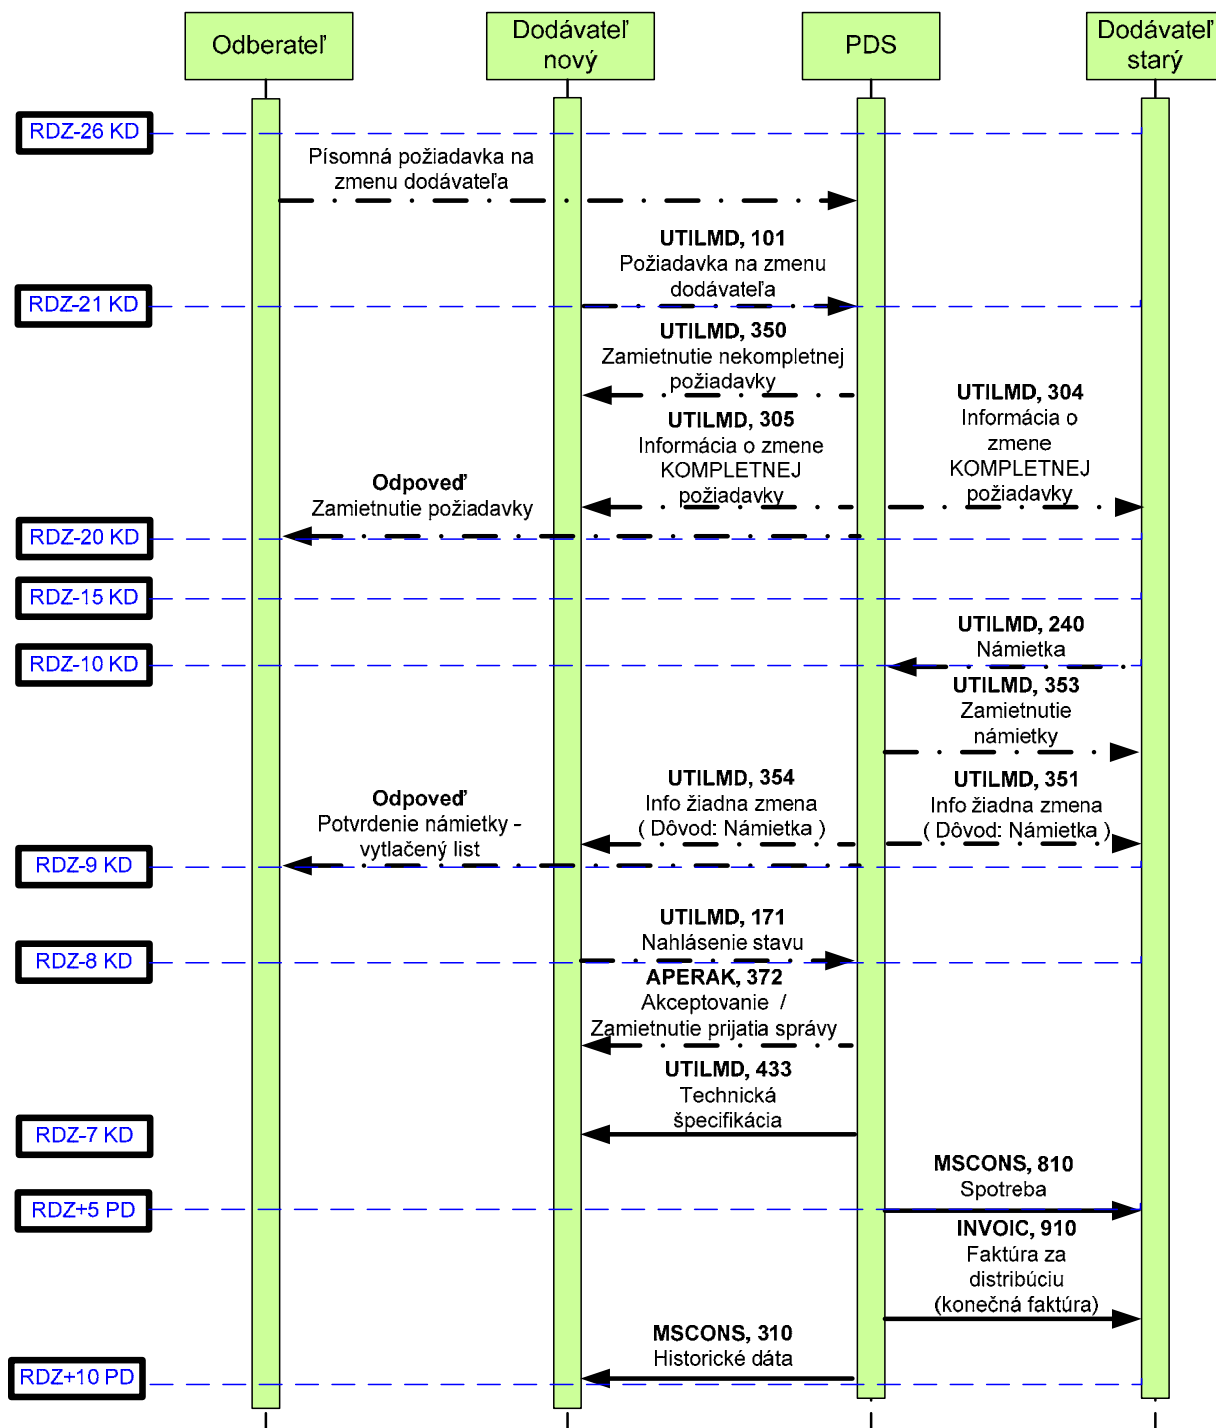 Odberateľ
Dodávateľ
nový
PDS
Dodávateľ
starý
RDZ-26 KD
Písomná požiadavka na
zmenu dodávateľa
UTILMD, 101
Požiadavka na zmenu
dodávateľa
RDZ-21 KD
UTILMD, 350
Zamietnutie nekompletnej
požiadavky
UTILMD, 304
Informácia o
zmene
KOMPLETNEJ
požiadavky
UTILMD, 305
Informácia o zmene
KOMPLETNEJ
požiadavky
Odpoveď
Zamietnutie požiadavky
RDZ-20 KD
RDZ-15 KD
UTILMD, 240
Námietka
RDZ-10 KD
UTILMD, 353
Zamietnutie
námietky
UTILMD, 354
Info žiadna zmena
( Dôvod: Námietka )
UTILMD, 351
Info žiadna zmena
( Dôvod: Námietka )
Odpoveď
Potvrdenie námietky -
vytlačený list
RDZ-9 KD
UTILMD, 171
Nahlásenie stavu
RDZ-8 KD
APERAK, 372
Akceptovanie /
Zamietnutie prijatia správy
UTILMD, 433
Technická
špecifikácia
RDZ-7 KD
MSCONS, 810
Spotreba
RDZ+5 PD
INVOIC, 910
Faktúra za
distribúciu
(konečná faktúra)
MSCONS, 310
Historické dáta
RDZ+10 PD